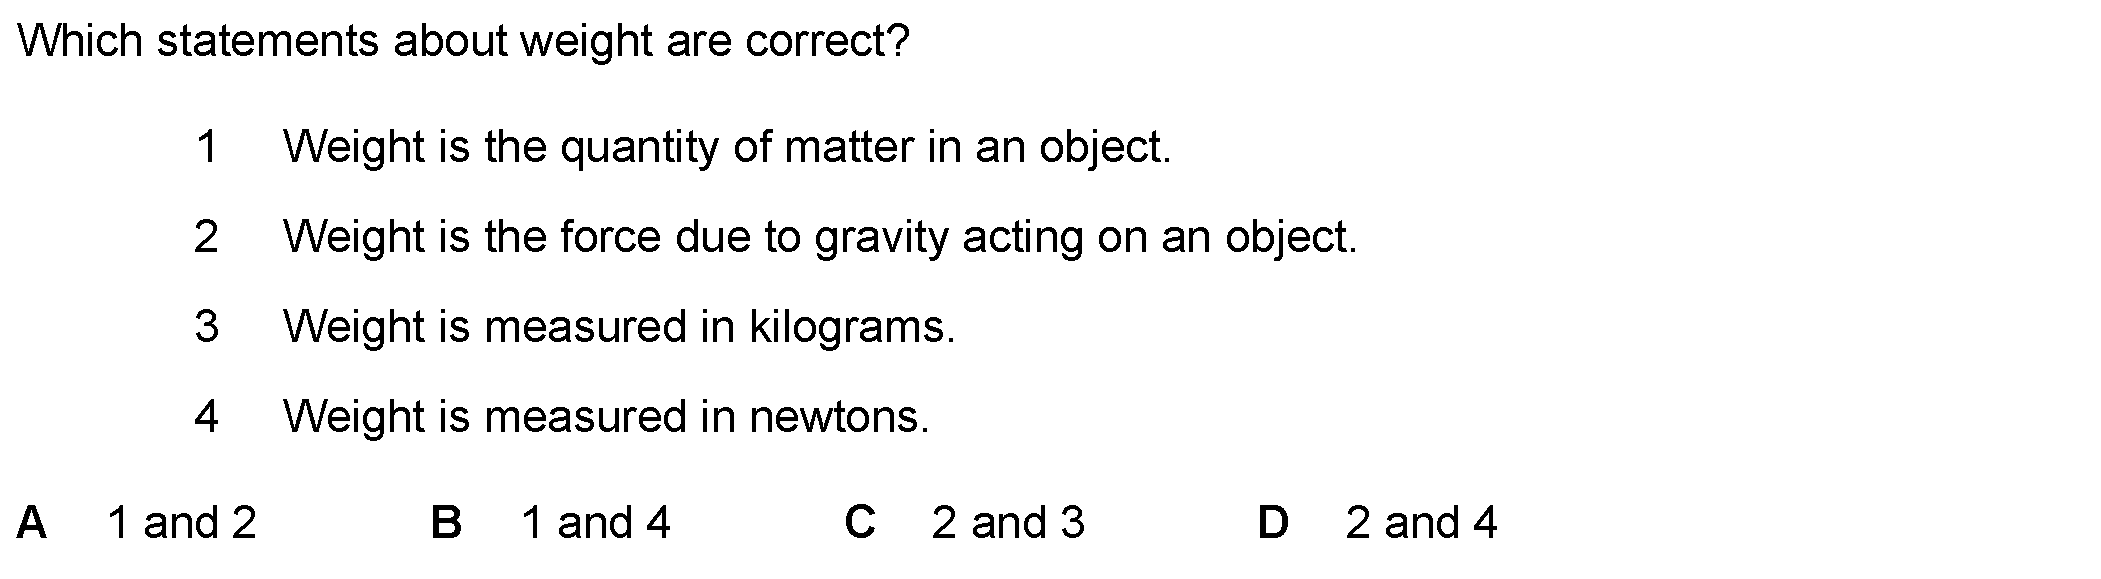 Which statements about weight are correct?
1 Weight is the quantity of matter in an object.
2 Weight is the force due to gravity acting on an object.
3 Weight is measured in kilograms.
4 Weight is measured in newtons.
A 1 and 2 B 1 and 4 C 2 and 3 D 2 and 4